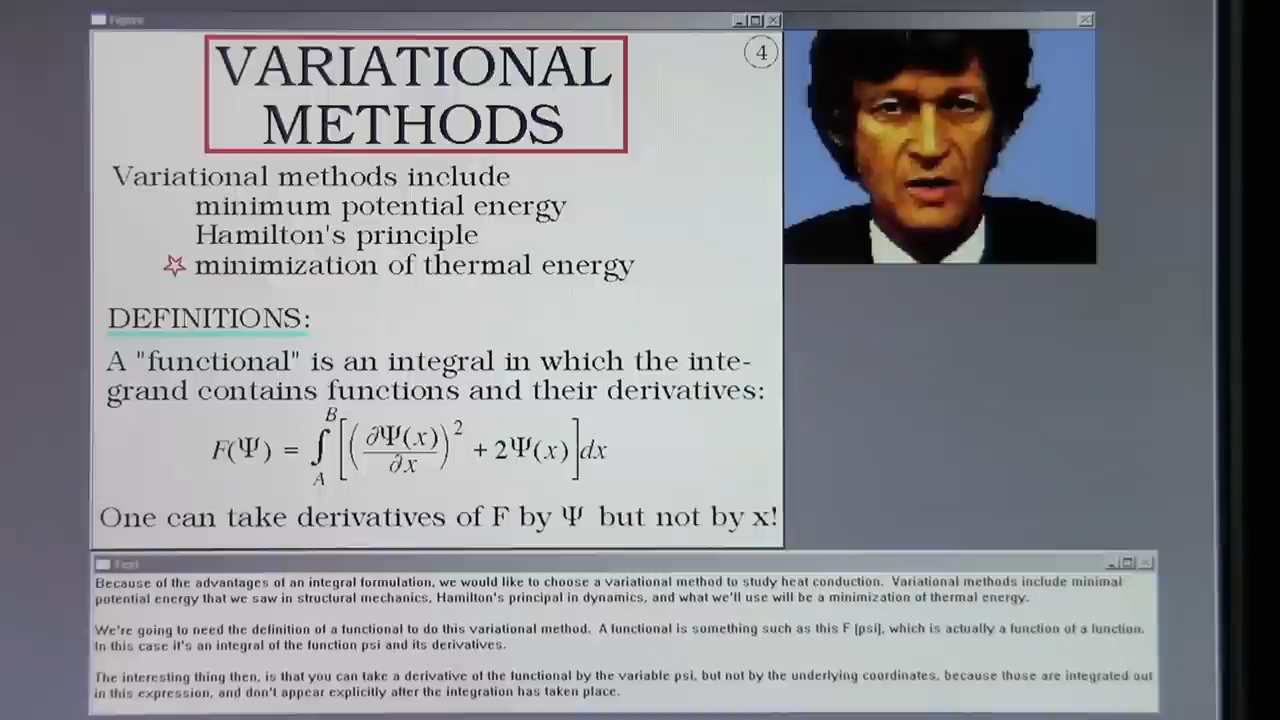 Figure
VARIATIONAL
METHODS
4
Variational methods include
minimum potential energy
Hamilton's principle
☆ minimization of thermal energy
DEFINITIONS:
A "functional" is an integral in which the inte-
grand contains functions and their derivatives:
F(Ψ) = ∫_A^B [(∂Ψ(x)/∂x)² + 2Ψ(x)] dx
One can take derivatives of F by Ψ but not by x!
Text
Because of the advantages of an integral formulation, we would like to choose a variational method to study heat conduction. Variational methods include minimal
potential energy that we saw in structural mechanics, Hamilton's principal in dynamics, and what we'll use will be a minimization of thermal energy.
We're going to need the definition of a functional to do this variational method. A functional is something such as this F [psi], which is actually a function of a function.
In this case it's an integral of the function psi and its derivatives.
The interesting thing then, is that you can take a derivative of the functional by the variable psi, but not by the underlying coordinates, because those are integrated out
in this expression, and don't appear explicitly after the integration has taken place.